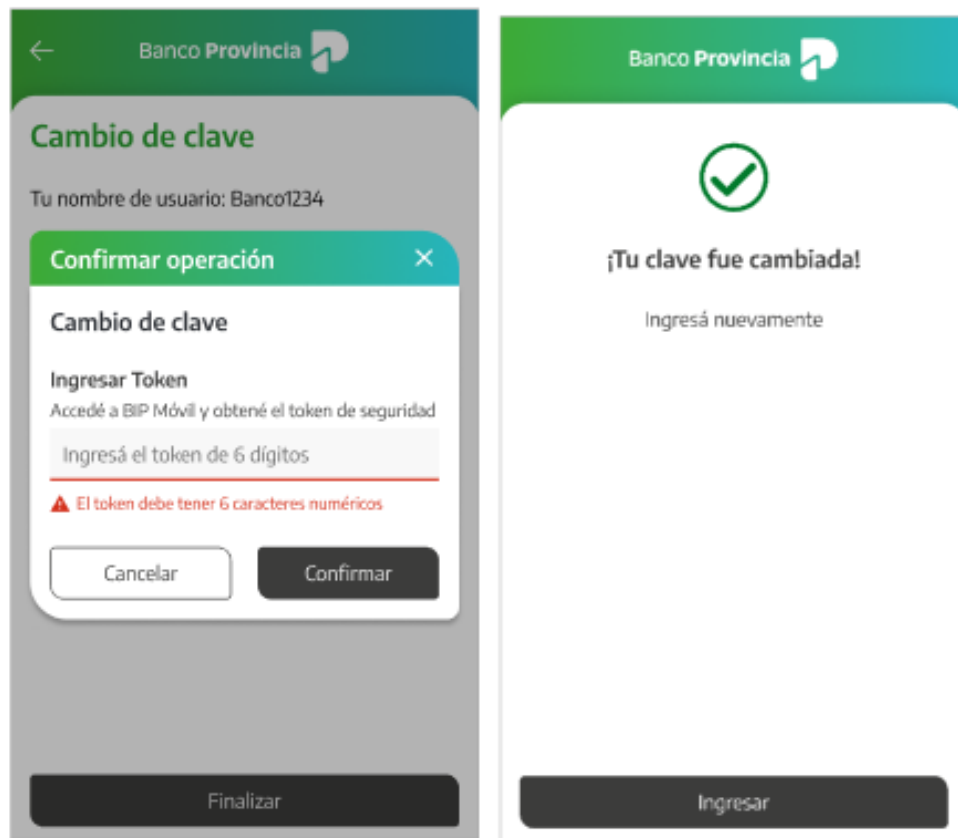 Banco Provincia
Cambio de clave
Tu nombre de usuario: Banco1234
Confirmar operación
Cambio de clave
Ingresar Token
Accedé a BIP Móvil y obtené el token de seguridad
Ingresá el token de 6 dígitos
El token debe tener 6 caracteres numéricos
Cancelar
Confirmar
Finalizar
Banco Provincia
¡Tu clave fue cambiada!
Ingresá nuevamente
Ingresar